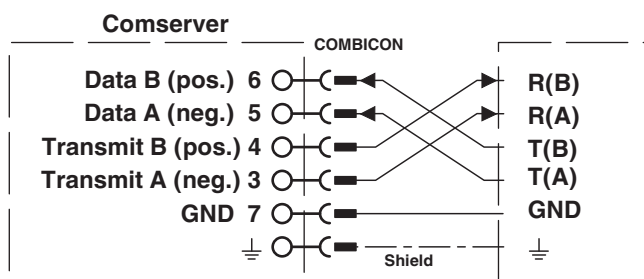 Comserver
COMBICON
Data B (pos.) 6 R(B)
Data A (neg.) 5 R(A)
Transmit B (pos.) 4 T(B)
Transmit A (neg.) 3 T(A)
GND 7 GND
Shield